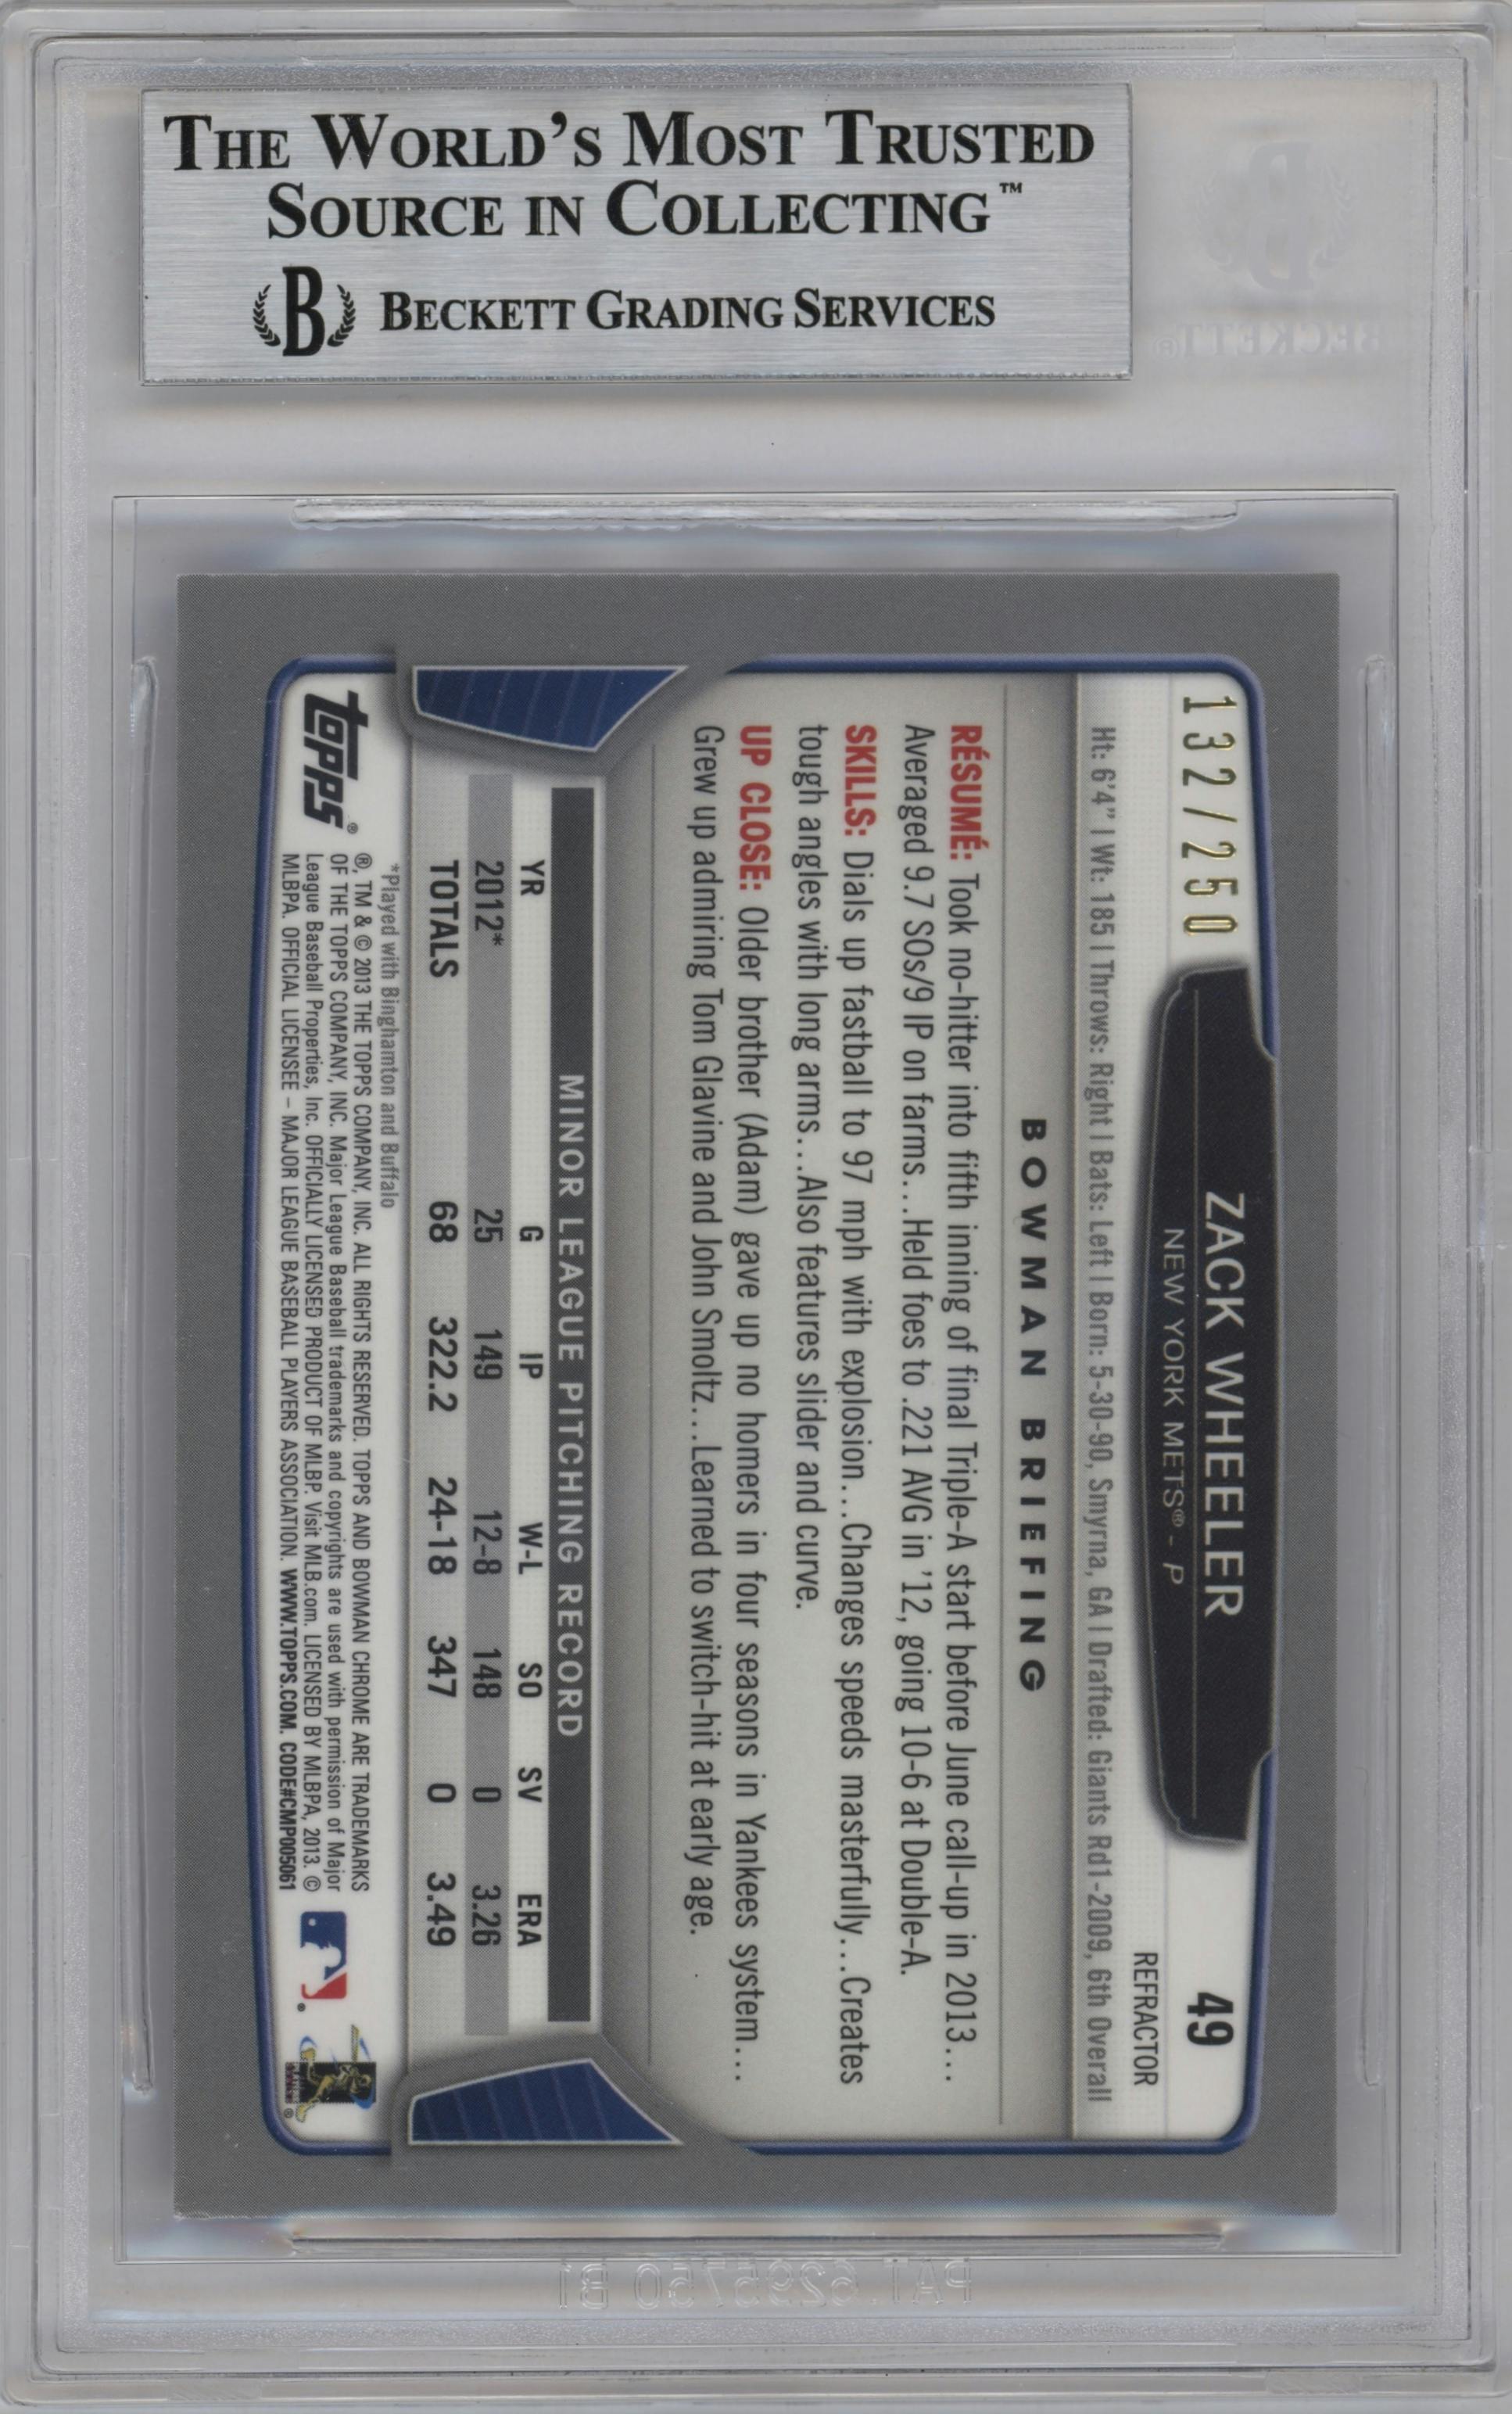 THE WORLD'S MOST TRUSTED
SOURCE IN COLLECTING™
B BECKETT GRADING SERVICES
BECKETT®
132/250
49
ZACK WHEELER
NEW YORK METS® - P
REFRACTOR
Ht: 6'4" | Wt: 185 | Throws: Right | Bats: Left | Born: 5-30-90, Smyrna, GA | Drafted: Giants Rd1-2009, 6th Overall
BOWMAN BRIEFING
RÉSUMÉ: Took no-hitter into fifth inning of final Triple-A start before June call-up in 2013...
Averaged 9.7 SOs/9 IP on farms...Held foes to .221 AVG in '12, going 10-6 at Double-A.
SKILLS: Dials up fastball to 97 mph with explosion...Changes speeds masterfully...Creates
tough angles with long arms...Also features slider and curve.
UP CLOSE: Older brother (Adam) gave up no homers in four seasons in Yankees system...
Grew up admiring Tom Glavine and John Smoltz...Learned to switch-hit at early age.
MINOR LEAGUE PITCHING RECORD
YR G IP W-L SO SV ERA
2012* 25 149 12-8 148 0 3.26
TOTALS 68 322.2 24-18 347 0 3.49
*Played with Binghamton and Buffalo
topps®
®, TM & © 2013 THE TOPPS COMPANY, INC. ALL RIGHTS RESERVED. TOPPS AND BOWMAN CHROME ARE TRADEMARKS
OF THE TOPPS COMPANY, INC. Major League Baseball trademarks and copyrights are used with permission of Major
League Baseball Properties, Inc. OFFICIALLY LICENSED PRODUCT OF MLBP. Visit MLB.com. LICENSED BY MLBPA, 2013. ©
MLBPA. OFFICIAL LICENSEE – MAJOR LEAGUE BASEBALL PLAYERS ASSOCIATION. WWW.TOPPS.COM. CODE#CMP005061